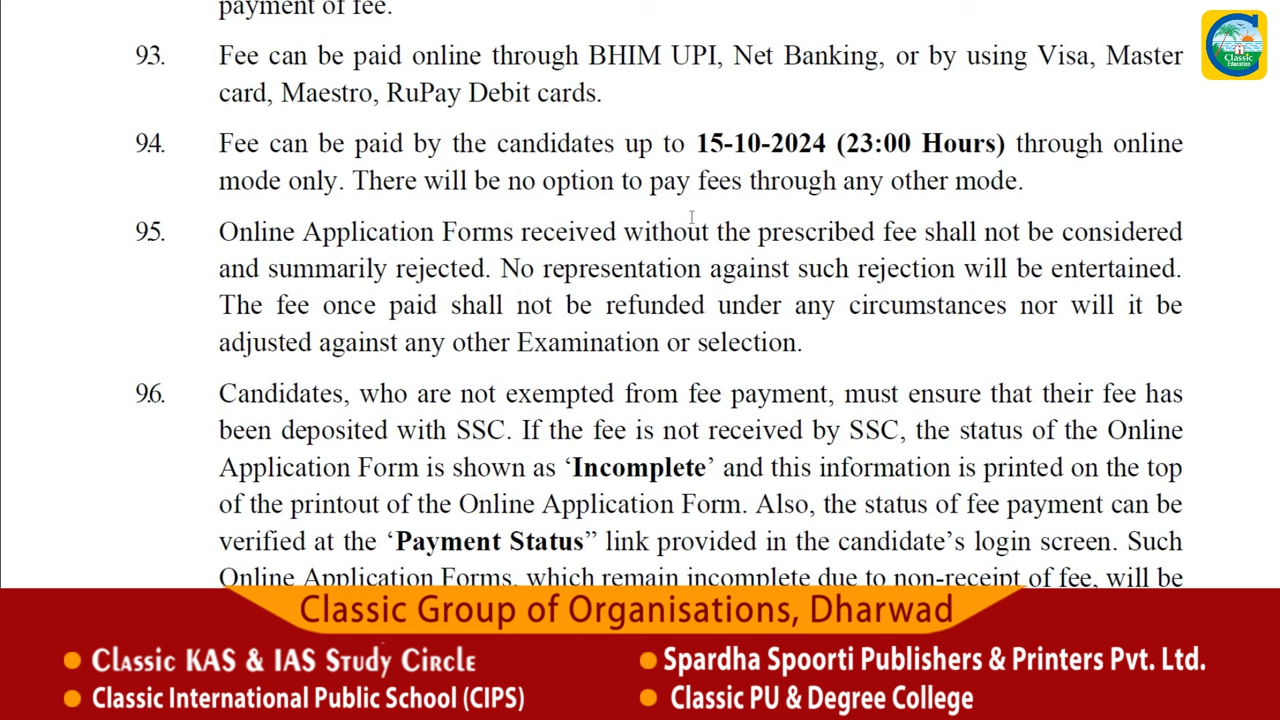 payment of fee.
93. Fee can be paid online through BHIM UPI, Net Banking, or by using Visa, Master
card, Maestro, RuPay Debit cards.
94. Fee can be paid by the candidates up to 15-10-2024 (23:00 Hours) through online
mode only. There will be no option to pay fees through any other mode.
95. Online Application Forms received without the prescribed fee shall not be considered
and summarily rejected. No representation against such rejection will be entertained.
The fee once paid shall not be refunded under any circumstances nor will it be
adjusted against any other Examination or selection.
96. Candidates, who are not exempted from fee payment, must ensure that their fee has
been deposited with SSC. If the fee is not received by SSC, the status of the Online
Application Form is shown as ‘Incomplete’ and this information is printed on the top
of the printout of the Online Application Form. Also, the status of fee payment can be
verified at the ‘Payment Status” link provided in the candidate’s login screen. Such
Online Application Forms, which remain incomplete due to non-receipt of fee, will be
Classic
Education
Classic Group of Organisations, Dharwad
Classic KAS & IAS Study Circle
Spardha Spoorti Publishers & Printers Pvt. Ltd.
Classic International Public School (CIPS)
Classic PU & Degree College